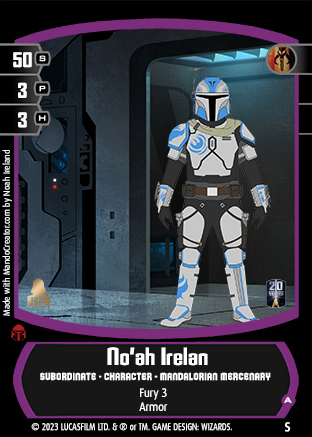 50 S
3 P
3 H
Made with MandoCreator.com by Noah Ireland
20
No'ah Irelan
SUBORDINATE - CHARACTER - MANDALORIAN MERCENARY
Fury 3
Armor
A
© 2023 LUCASFILM LTD. & ® or TM. GAME DESIGN: WIZARDS.
S